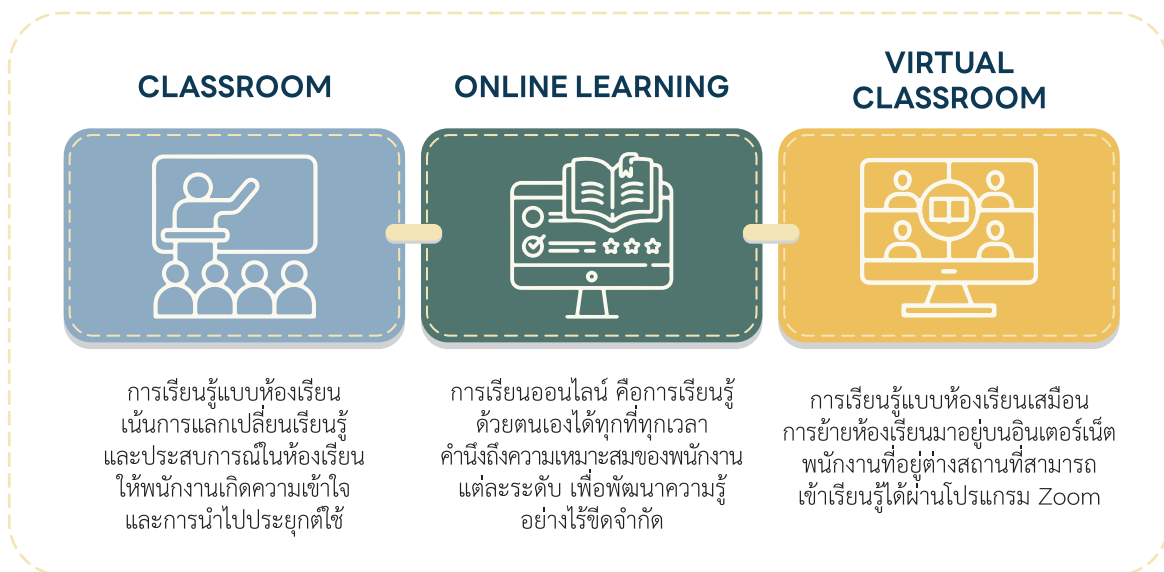 CLASSROOM
การเรียนรู้แบบห้องเรียน
เน้นการแลกเปลี่ยนเรียนรู้
และประสบการณ์ในห้องเรียน
ให้พนักงานเกิดความเข้าใจ
และการนำไปประยุกต์ใช้
ONLINE LEARNING
การเรียนออนไลน์ คือการเรียนรู้
ด้วยตนเองได้ทุกที่ทุกเวลา
คำนึงถึงความเหมาะสมของพนักงาน
แต่ละระดับ เพื่อพัฒนาความรู้
อย่างไร้ขีดจำกัด
VIRTUAL
CLASSROOM
การเรียนรู้แบบห้องเรียนเสมือน
การย้ายห้องเรียนมาอยู่บนอินเตอร์เน็ต
พนักงานที่อยู่ต่างสถานที่สามารถ
เข้าเรียนรู้ได้ผ่านโปรแกรม Zoom